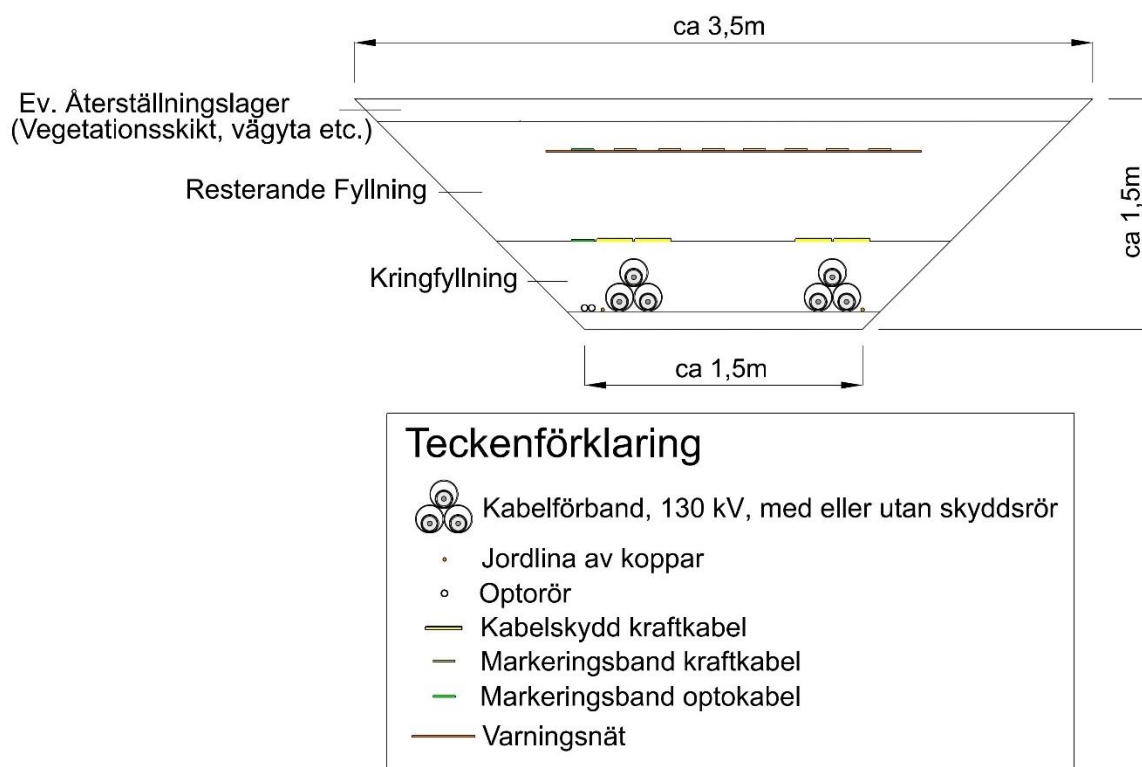 ca 3,5m
Ev. Återställningslager
(Vegetationsskikt, vägyta etc.)
Resterande Fyllning
ca 1,5m
Kringfyllning
ca 1,5m
Teckenförklaring
Kabelförband, 130 kV, med eller utan skyddsrör
Jordlina av koppar
Optorör
Kabelskydd kraftkabel
Markeringsband kraftkabel
Markeringsband optokabel
Varningsnät